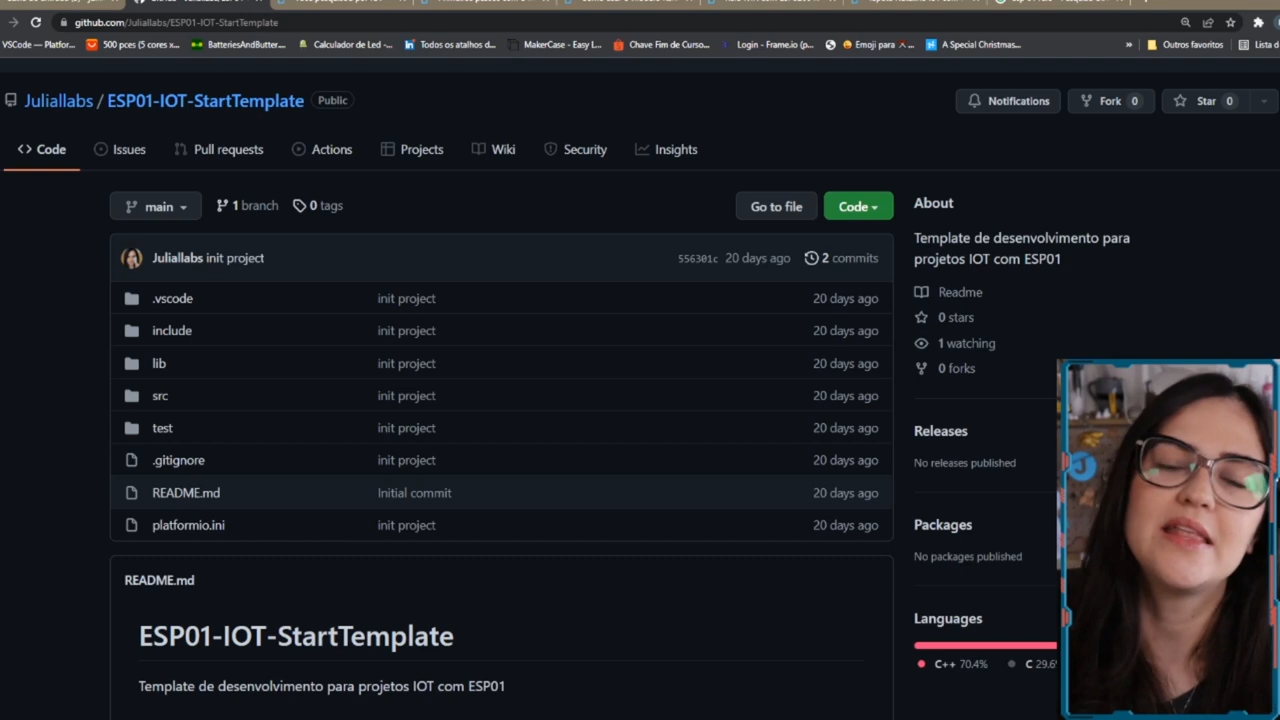 github.com/Juliallabs/ESP01-IOT-StartTemplate
VSCode — Platfor... 500 pces (5 cores x... BatteriesAndButter... Calculador de Led -... Todos os atalhos d... MakerCase - Easy L... Chave Fim de Curso... Login - Frame.io (p... Emoji para A Special Christmas... » Outros favoritos Lista d
Juliallabs / ESP01-IOT-StartTemplate Public
Notifications Fork 0 Star 0
<> Code Issues Pull requests Actions Projects Wiki Security Insights
main 1 branch 0 tags Go to file Code
Juliallabs init project 556301c 20 days ago 2 commits
.vscode init project 20 days ago
include init project 20 days ago
lib init project 20 days ago
src init project 20 days ago
test init project 20 days ago
.gitignore init project 20 days ago
README.md Initial commit 20 days ago
platformio.ini init project 20 days ago
README.md
ESP01-IOT-StartTemplate
Template de desenvolvimento para projetos IOT com ESP01
About
Template de desenvolvimento para
projetos IOT com ESP01
Readme
0 stars
1 watching
0 forks
Releases
No releases published
Packages
No packages published
Languages
C++ 70.4% C 29.6